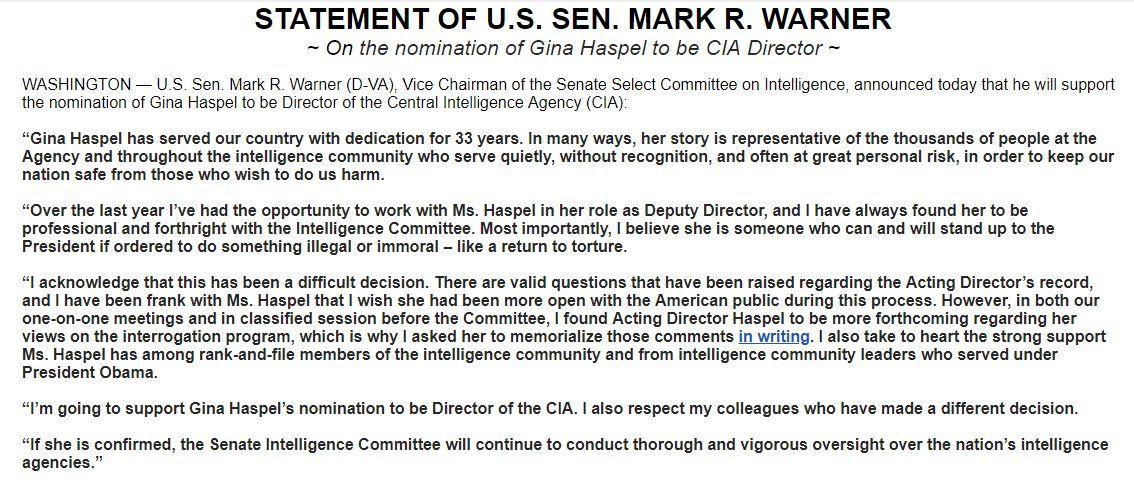 STATEMENT OF U.S. SEN. MARK R. WARNER
~ On the nomination of Gina Haspel to be CIA Director ~
WASHINGTON — U.S. Sen. Mark R. Warner (D-VA), Vice Chairman of the Senate Select Committee on Intelligence, announced today that he will support
the nomination of Gina Haspel to be Director of the Central Intelligence Agency (CIA):
“Gina Haspel has served our country with dedication for 33 years. In many ways, her story is representative of the thousands of people at the
Agency and throughout the intelligence community who serve quietly, without recognition, and often at great personal risk, in order to keep our
nation safe from those who wish to do us harm.
“Over the last year I’ve had the opportunity to work with Ms. Haspel in her role as Deputy Director, and I have always found her to be
professional and forthright with the Intelligence Committee. Most importantly, I believe she is someone who can and will stand up to the
President if ordered to do something illegal or immoral – like a return to torture.
“I acknowledge that this has been a difficult decision. There are valid questions that have been raised regarding the Acting Director’s record,
and I have been frank with Ms. Haspel that I wish she had been more open with the American public during this process. However, in both our
one-on-one meetings and in classified session before the Committee, I found Acting Director Haspel to be more forthcoming regarding her
views on the interrogation program, which is why I asked her to memorialize those comments in writing. I also take to heart the strong support
Ms. Haspel has among rank-and-file members of the intelligence community and from intelligence community leaders who served under
President Obama.
“I’m going to support Gina Haspel’s nomination to be Director of the CIA. I also respect my colleagues who have made a different decision.
“If she is confirmed, the Senate Intelligence Committee will continue to conduct thorough and vigorous oversight over the nation’s intelligence
agencies.”